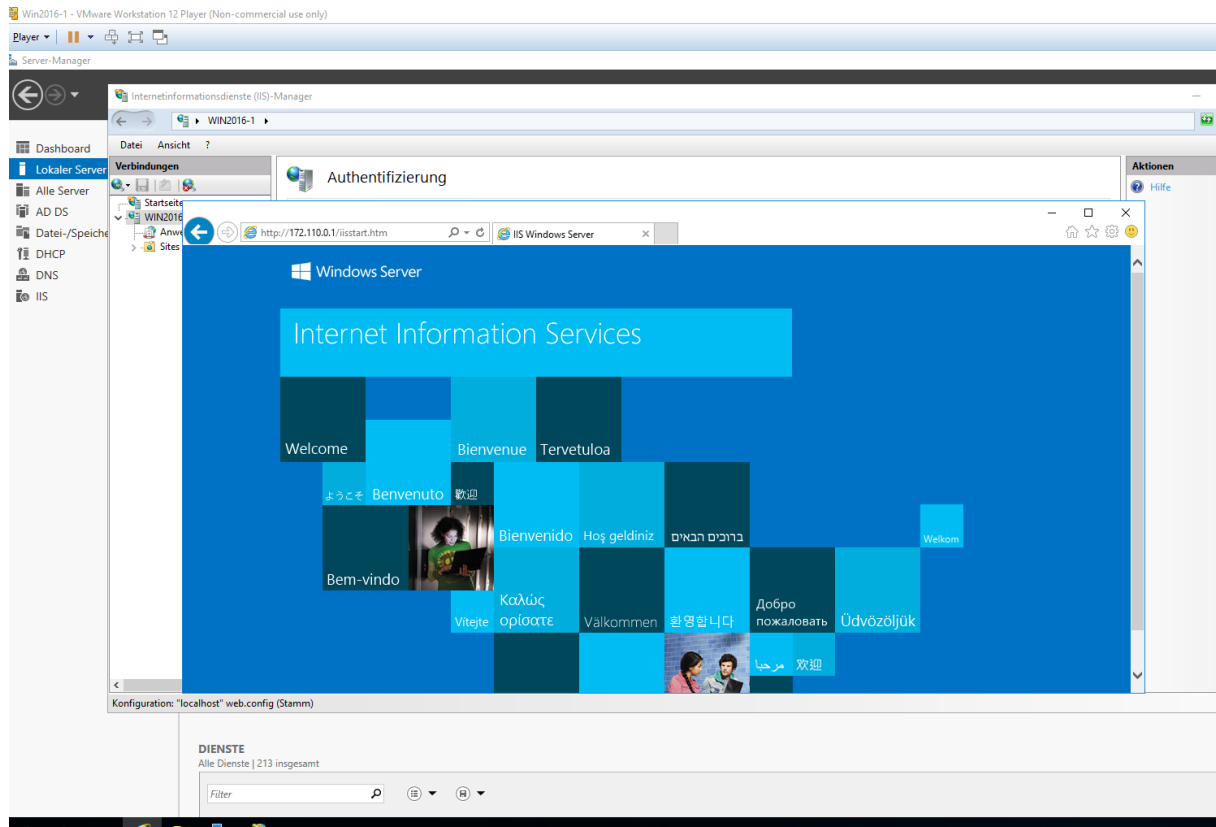 Win2016-1 - VMware Workstation 12 Player (Non-commercial use only)
Player
Server-Manager
Internetinformationsdienste (IIS)-Manager
WIN2016-1
Datei Ansicht ?
Dashboard
Lokaler Server
Alle Server
AD DS
Datei-/Speiche
DHCP
DNS
IIS
Verbindungen
Startseite
WIN2016
Anwe
Sites
Authentifizierung
Aktionen
Hilfe
http://172.110.0.1/iisstart.htm
IIS Windows Server
Windows Server
Internet Information Services
Welcome
Bienvenue
Tervetuloa
ようこそ
Benvenuto
歡迎
Bienvenido
Hoş geldiniz
ברוכים הבאים
Welkom
Bem-vindo
Vítejte
Καλώς
ορίσατε
Välkommen
환영합니다
Добро
пожаловать
Üdvözöljük
مرحبا
欢迎
Konfiguration: "localhost" web.config (Stamm)
DIENSTE
Alle Dienste | 213 insgesamt
Filter